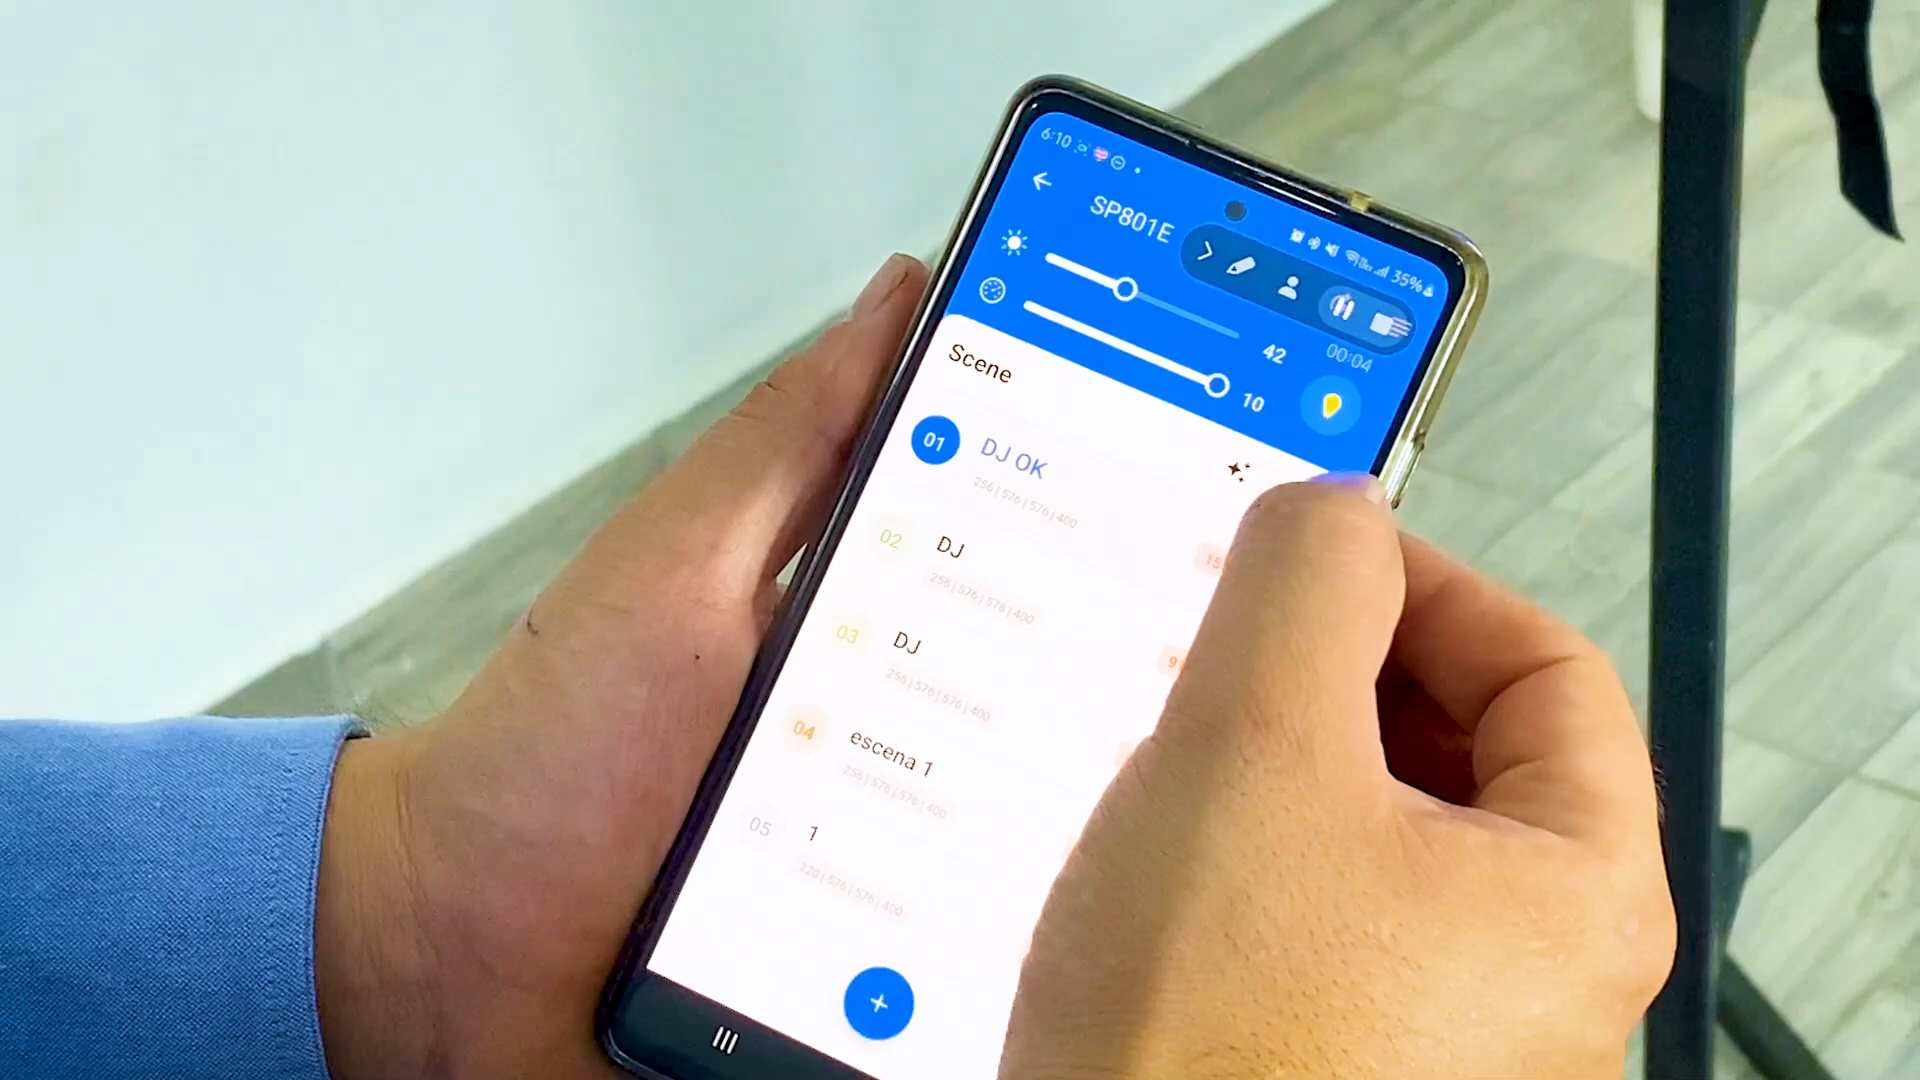 6:10
35%
SP801E
42
00:04
10
Scene
01 DJ OK
256|576|576|400
15
02 DJ
256|576|576|400
03 DJ
256|576|576|400
04 escena 1
256|576|576|400
05 1
320|576|576|400
+